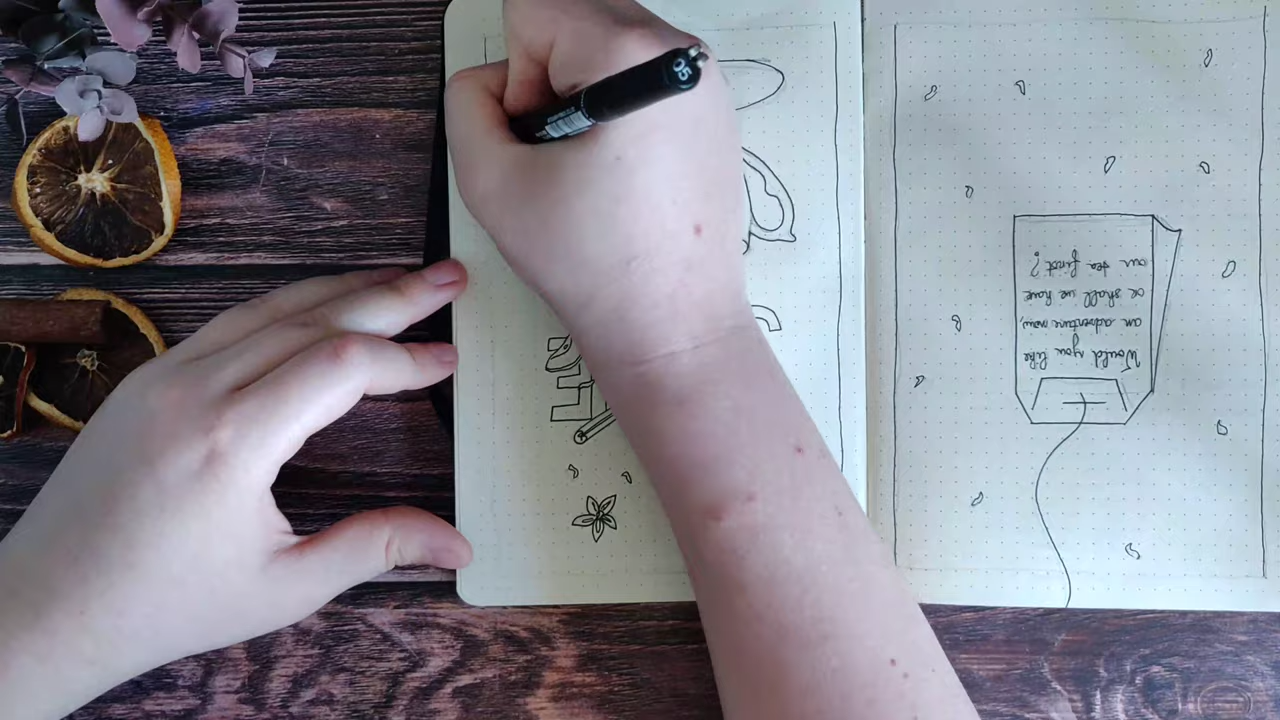 Would you like
an adventure now,
or shall we have
our tea first?
05